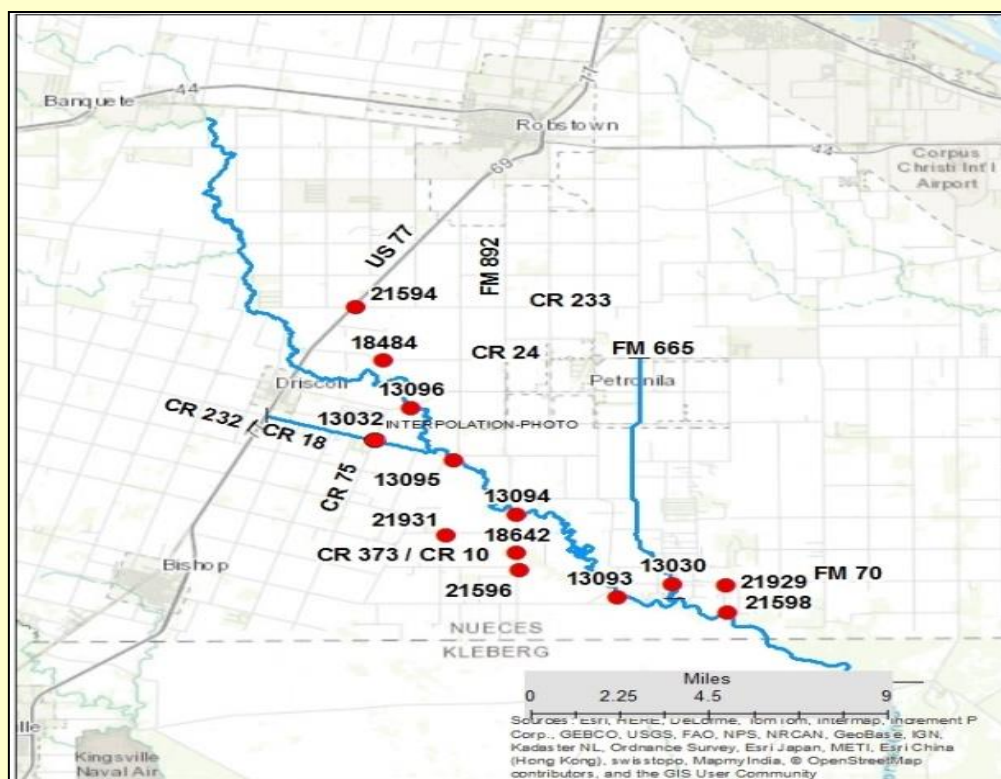 Banquete
44
Robstown
77
69
44
Corpus
Christi Int'l
Airport
US 77
FM 892
21594
CR 233
18484
CR 24
FM 665
Driscoll
Petronila
13096
13032
INTERPOLATION-PHOTO
CR 232 / CR 18
13095
CR 75
13094
21931
18642
CR 373 / CR 10
Bishop
21596
13093
13030
21929
FM 70
21598
NUECES
KLEBERG
Miles
0 2.25 4.5 9
Sources: Esri, HERE, DeLorme, TomTom, Intermap, increment P
Corp., GEBCO, USGS, FAO, NPS, NRCAN, GeoBase, IGN,
Kadaster NL, Ordnance Survey, Esri Japan, METI, Esri China
(Hong Kong), swisstopo, MapmyIndia, © OpenStreetMap
contributors, and the GIS User Community
Kingsville
Naval Air